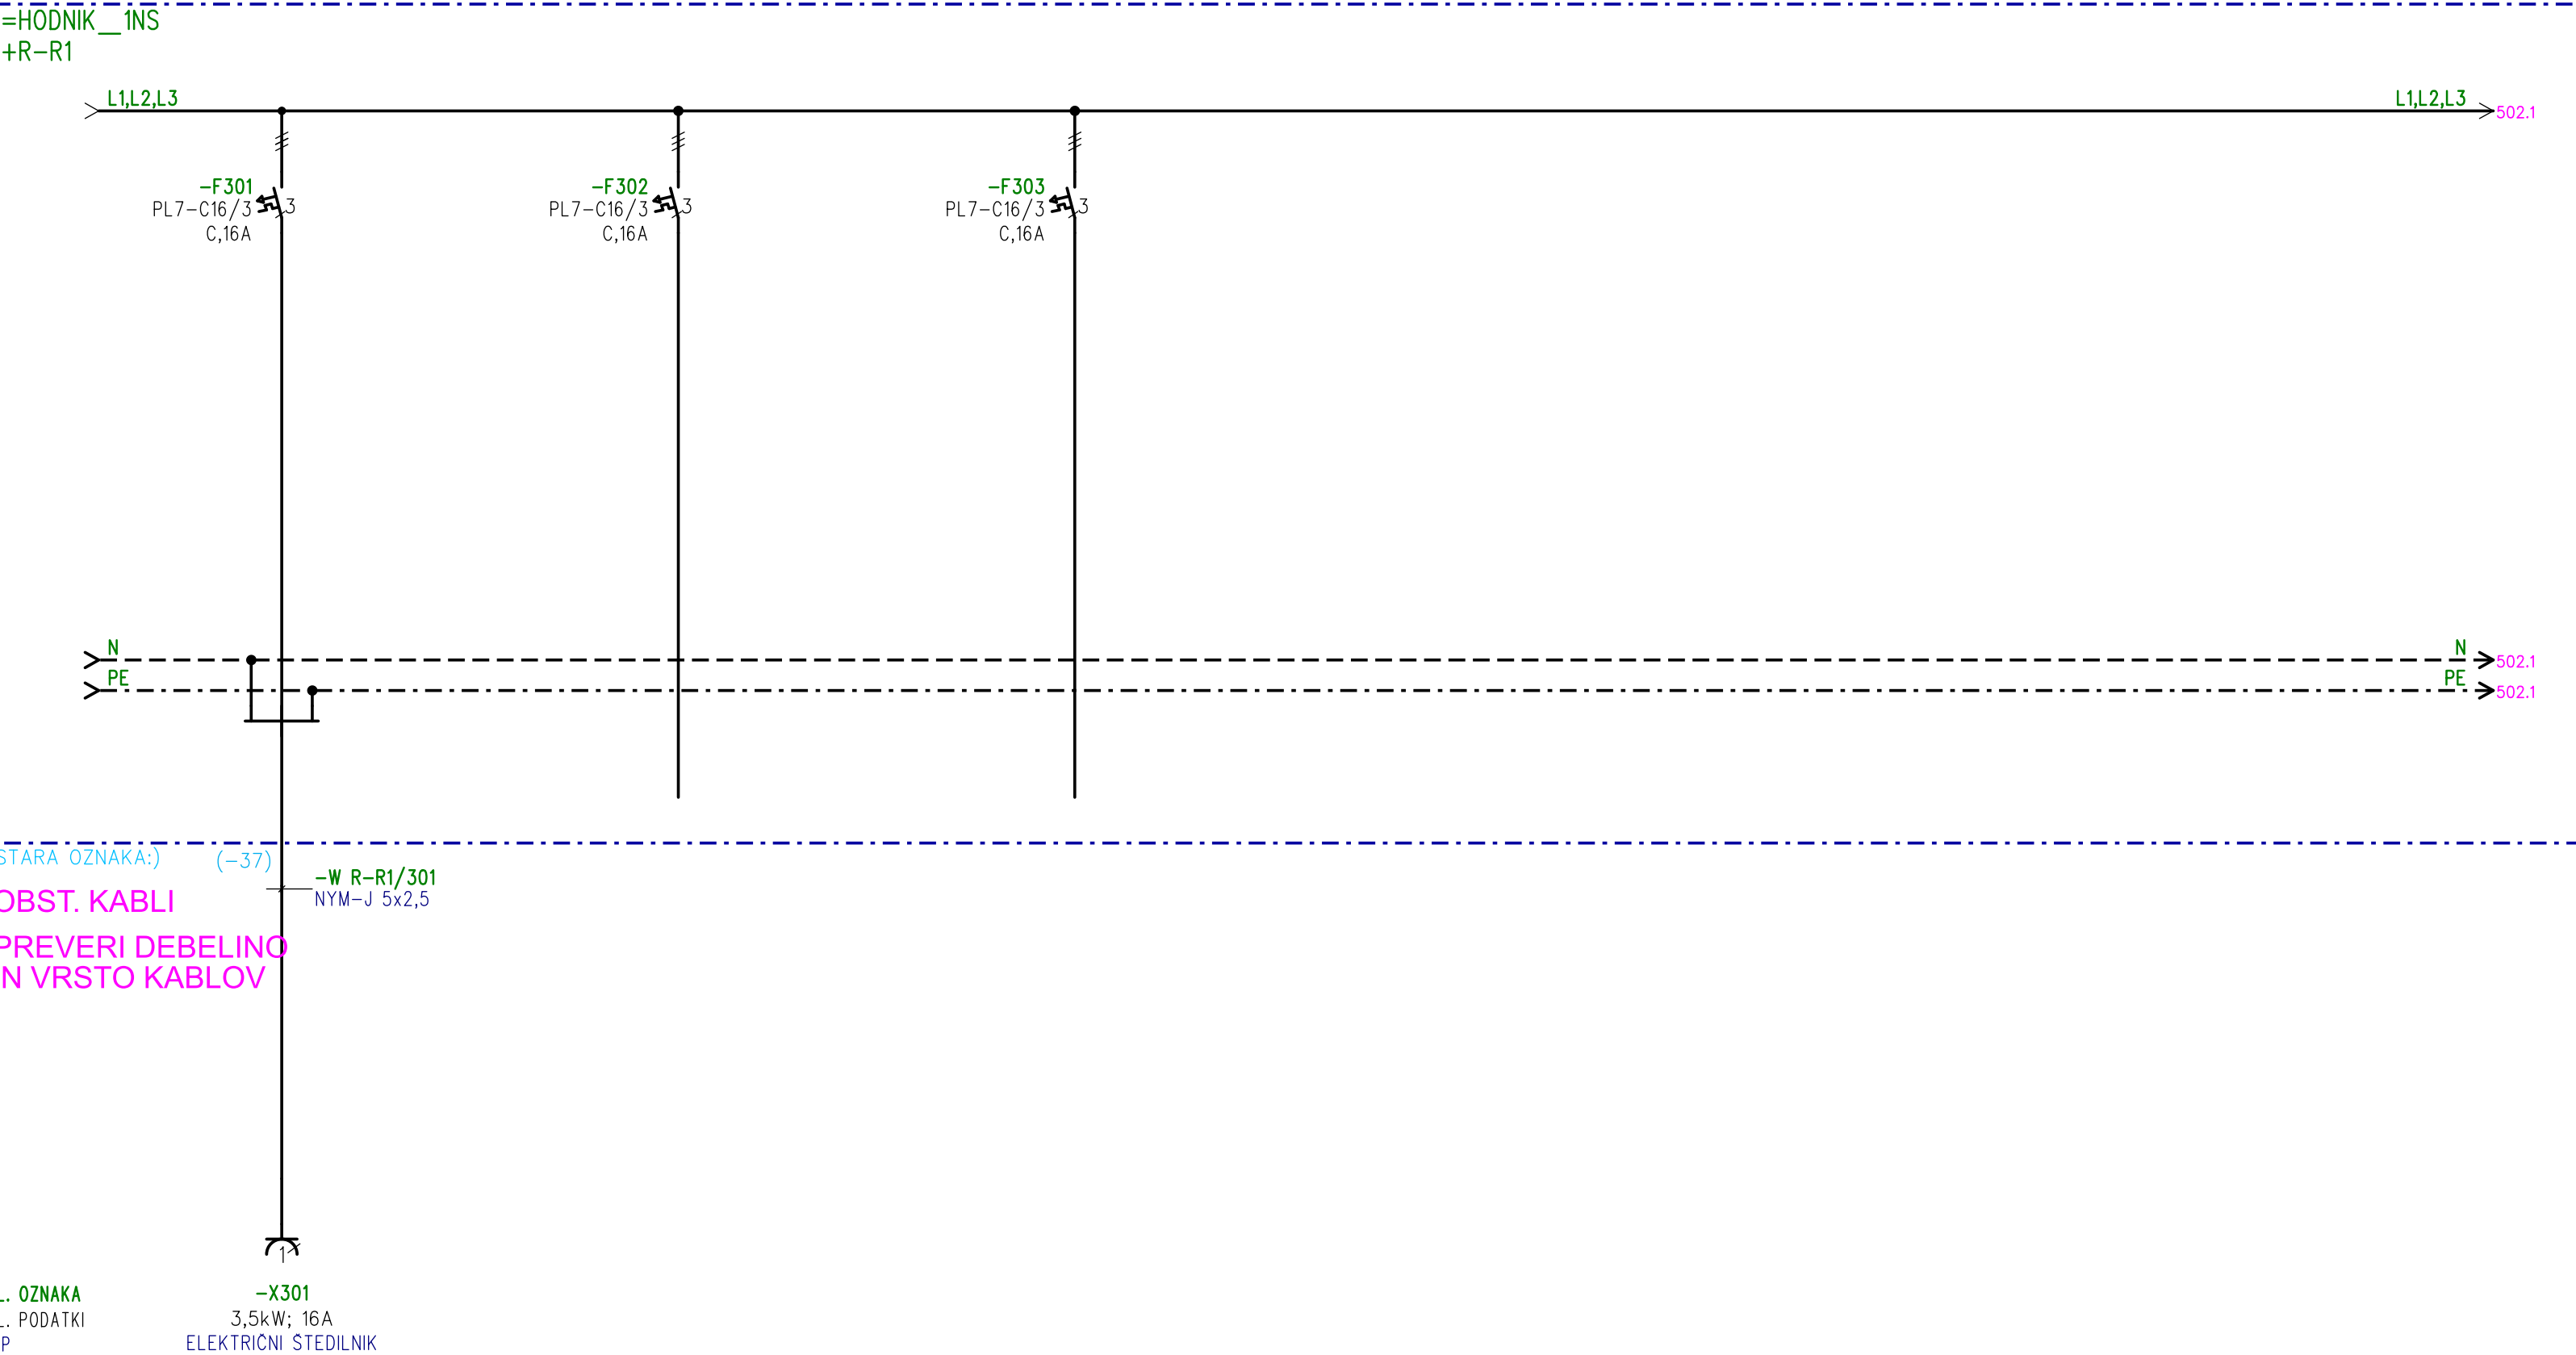 =HODNIK__1NS
+R-R1
L1,L2,L3
L1,L2,L3
502.1
-F301
PL7-C16/3
C,16A
3
-F302
PL7-C16/3
C,16A
3
-F303
PL7-C16/3
C,16A
3
N
N
502.1
PE
PE
502.1
STARA OZNAKA:)
(-37)
-W R-R1/301
NYM-J 5x2,5
OBST. KABLI
PREVERI DEBELINO
IN VRSTO KABLOV
1
L. OZNAKA
L. PODATKI
IP
-X301
3,5kW; 16A
ELEKTRIČNI ŠTEDILNIK